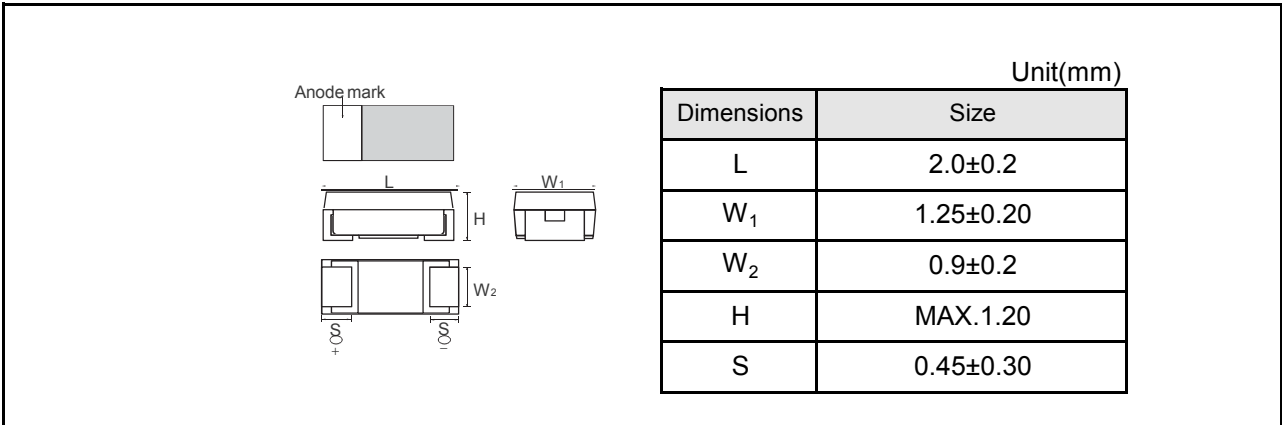 Unit(mm)
Anode mark
L
W1
H
W2
S
S
+
−
Dimensions Size
L 2.0±0.2
W1 1.25±0.20
W2 0.9±0.2
H MAX.1.20
S 0.45±0.30